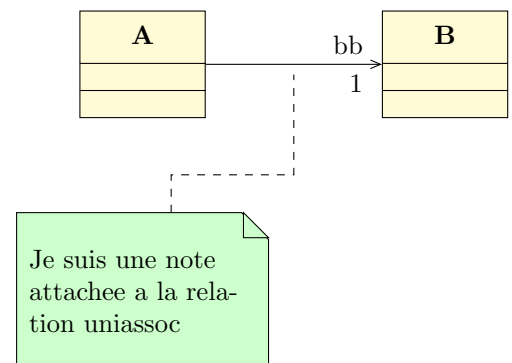 A
bb
B
1
Je suis une note
attachee a la rela-
tion uniassoc